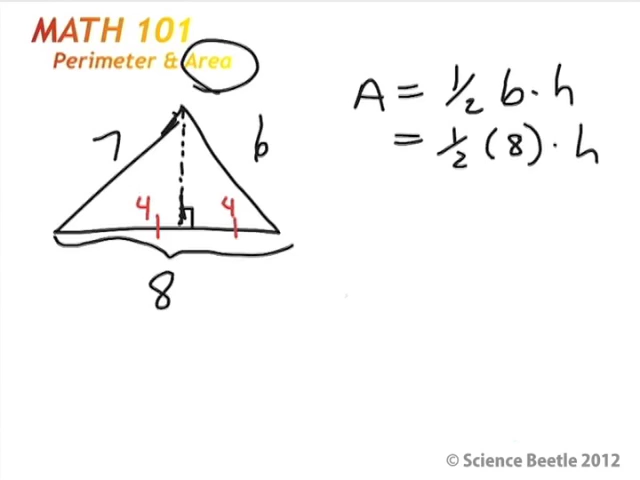 MATH 101
Perimeter & Area
A = 1/2 b · h
= 1/2 (8) · h
7
6
4
4
8
© Science Beetle 2012